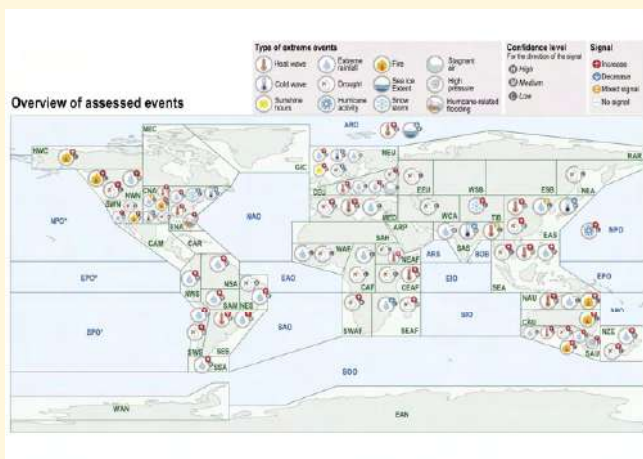 Type of extreme events
Heat wave
Extreme rainfall
Fire
Stagnant air
Cold wave
Drought
Sea ice Extent
High pressure
Sunshine hours
Hurricane activity
Snow storm
Hurricane-related flooding
Confidence level
For the direction of the signal
High
Medium
Low
Signal
Increase
Decrease
Mixed signal
No signal
Overview of assessed events
ARO
NWC
NEC
GIC
NEU
RAR
NWN
CNA
WNA
ENA
CEU
EEU
WSB
ESB
NEA
MED
WCA
TIB
EAS
NPO*
NAO
NPO
CAM
CAR
SAH
ARP
SAS
WAF
NEAF
ARS
BOB
EPO*
NSA
EAO
CAF
CEAF
EIO
SEA
EPO
NWS
SAM
NES
NAU
SPO*
SAO
SWAF
SEAF
SIO
CAU
SWS
SES
SAU
NZE
SSA
SOO
WAN
EAN